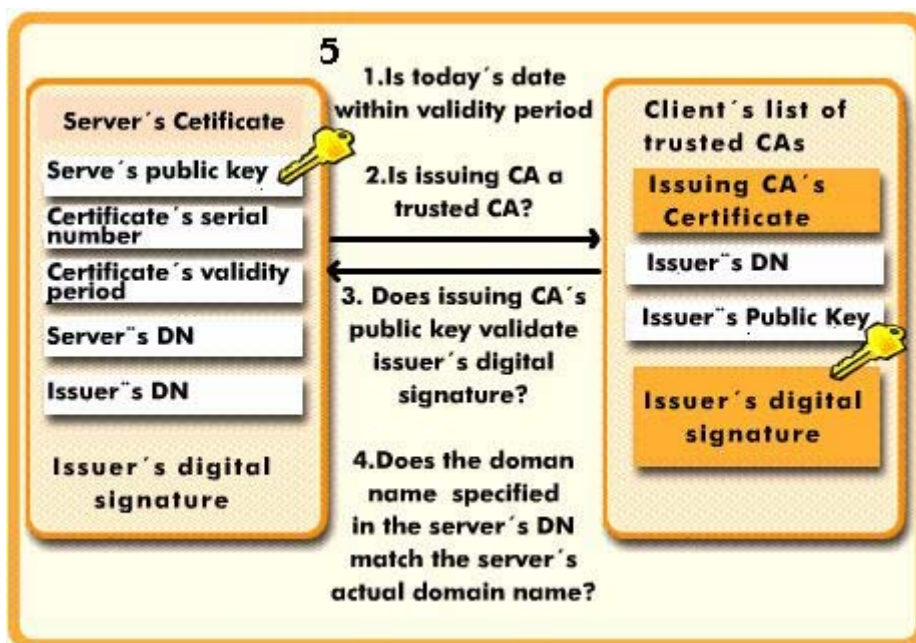 5
Server´s Cetificate
Serve´s public key
Certificate´s serial
number
Certificate´s validity
period
Server¨s DN
Issuer¨s DN
Issuer´s digital
signature
1.Is today´s date
within validity period
2.Is issuing CA a
trusted CA?
3. Does issuing CA´s
public key validate
issuer´s digital
signature?
4.Does the doman
name specified
in the server´s DN
match the server´s
actual domain name?
Client´s list of
trusted CAs
Issuing CA´s
Certificate
Issuer¨s DN
Issuer¨s Public Key
Issuer´s digital
signature